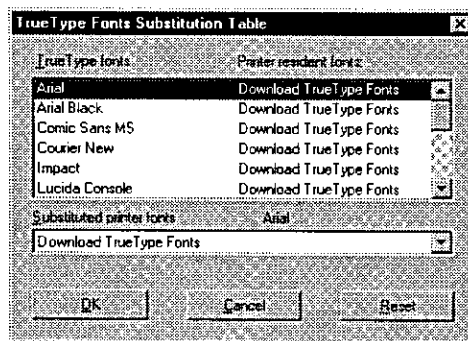 TrueType Fonts Substitution Table
TrueType fonts: Printer resident fonts:
Arial Download TrueType Fonts
Arial Black Download TrueType Fonts
Comic Sans MS Download TrueType Fonts
Courier New Download TrueType Fonts
Impact Download TrueType Fonts
Lucida Console Download TrueType Fonts
Substituted printer fonts Arial
Download TrueType Fonts
OK Cancel Reset